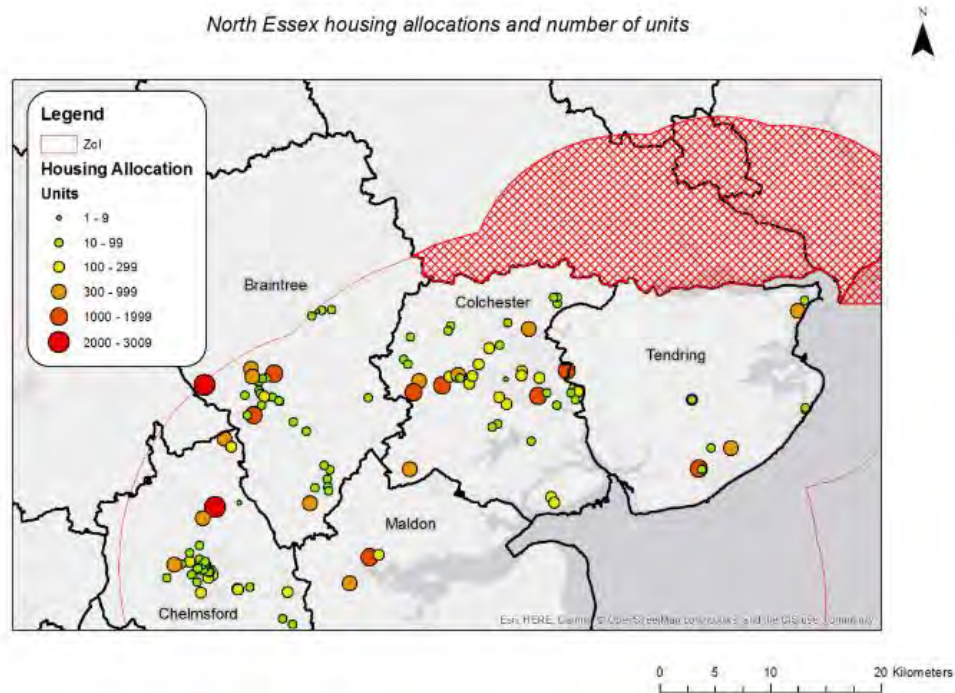 North Essex housing allocations and number of units
N
Legend
ZoI
Housing Allocation
Units
1 - 9
10 - 99
100 - 299
300 - 999
1000 - 1999
2000 - 3009
Braintree
Colchester
Tendring
Maldon
Chelmsford
Esri, HERE, Garmin, © OpenStreetMap contributors, and the GIS user community
0 5 10 20 Kilometers